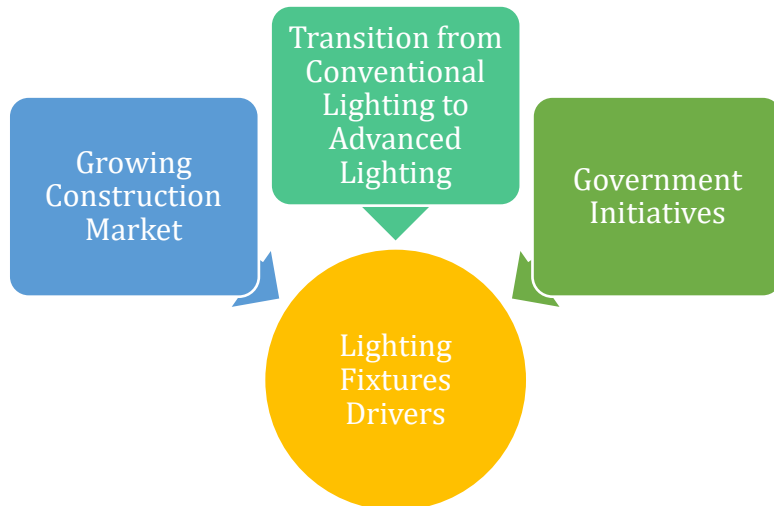 Transition from
Conventional
Lighting to
Advanced
Lighting
Growing
Construction
Market
Government
Initiatives
Lighting
Fixtures
Drivers